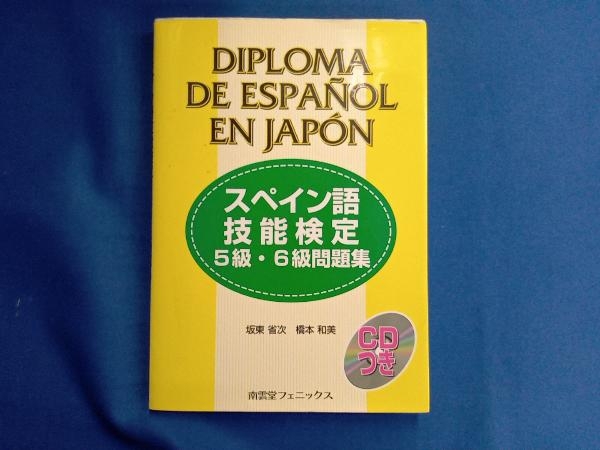 DIPLOMA
DE ESPAÑOL
EN JAPÓN
スペイン語
技能検定
5級・6級問題集
坂東 省次 橋本 和美
CD
つき
南雲堂フェニックス